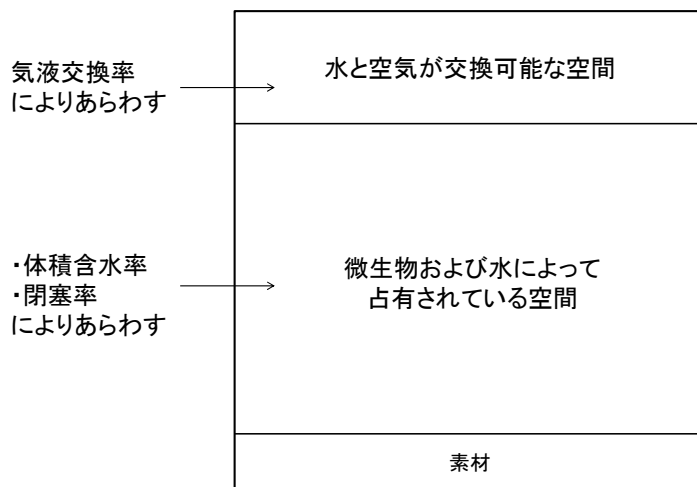 気液交換率
によりあらわす
水と空気が交換可能な空間
・体積含水率
・閉塞率
によりあらわす
微生物および水によって
占有されている空間
素材